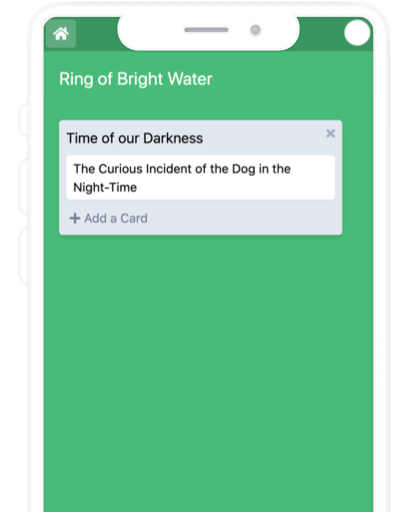 Ring of Bright Water
Time of our Darkness
The Curious Incident of the Dog in the
Night-Time
Add a Card